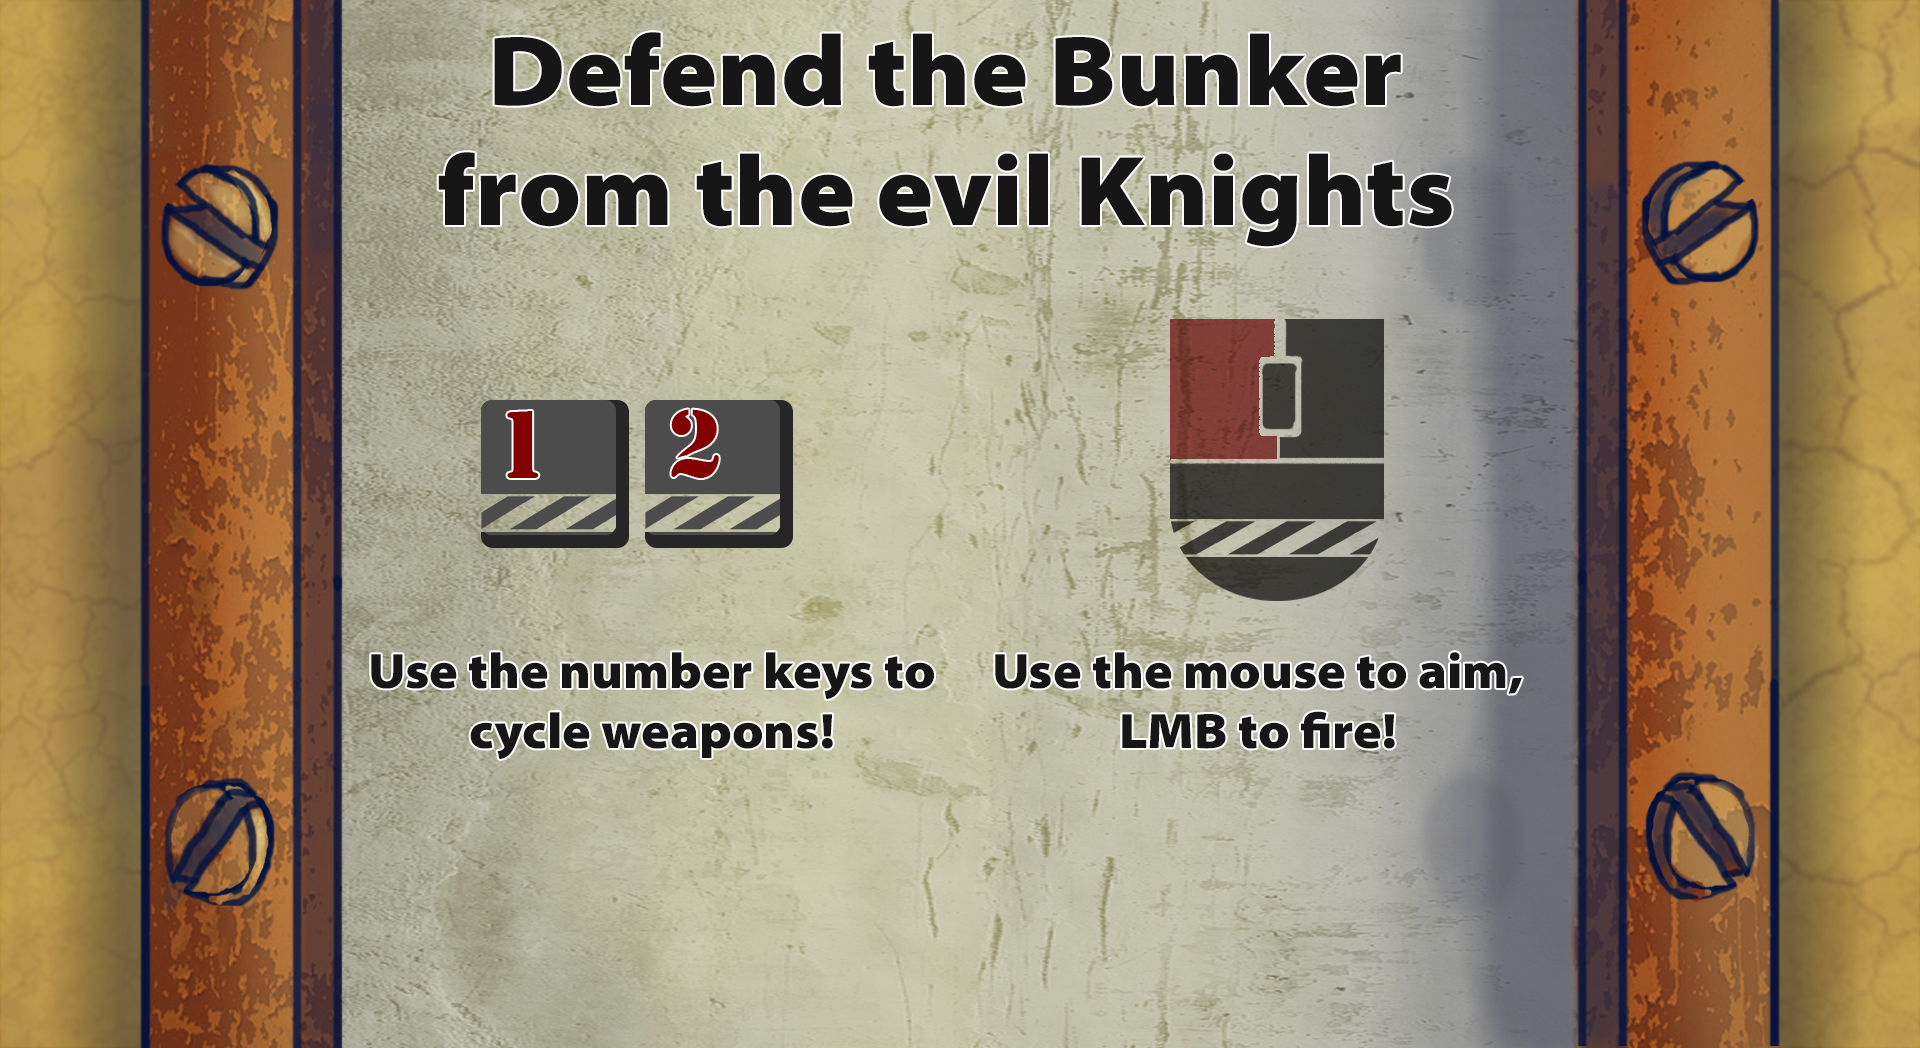 Defend the Bunker
from the evil Knights
1 2
Use the number keys to
cycle weapons!
Use the mouse to aim,
LMB to fire!